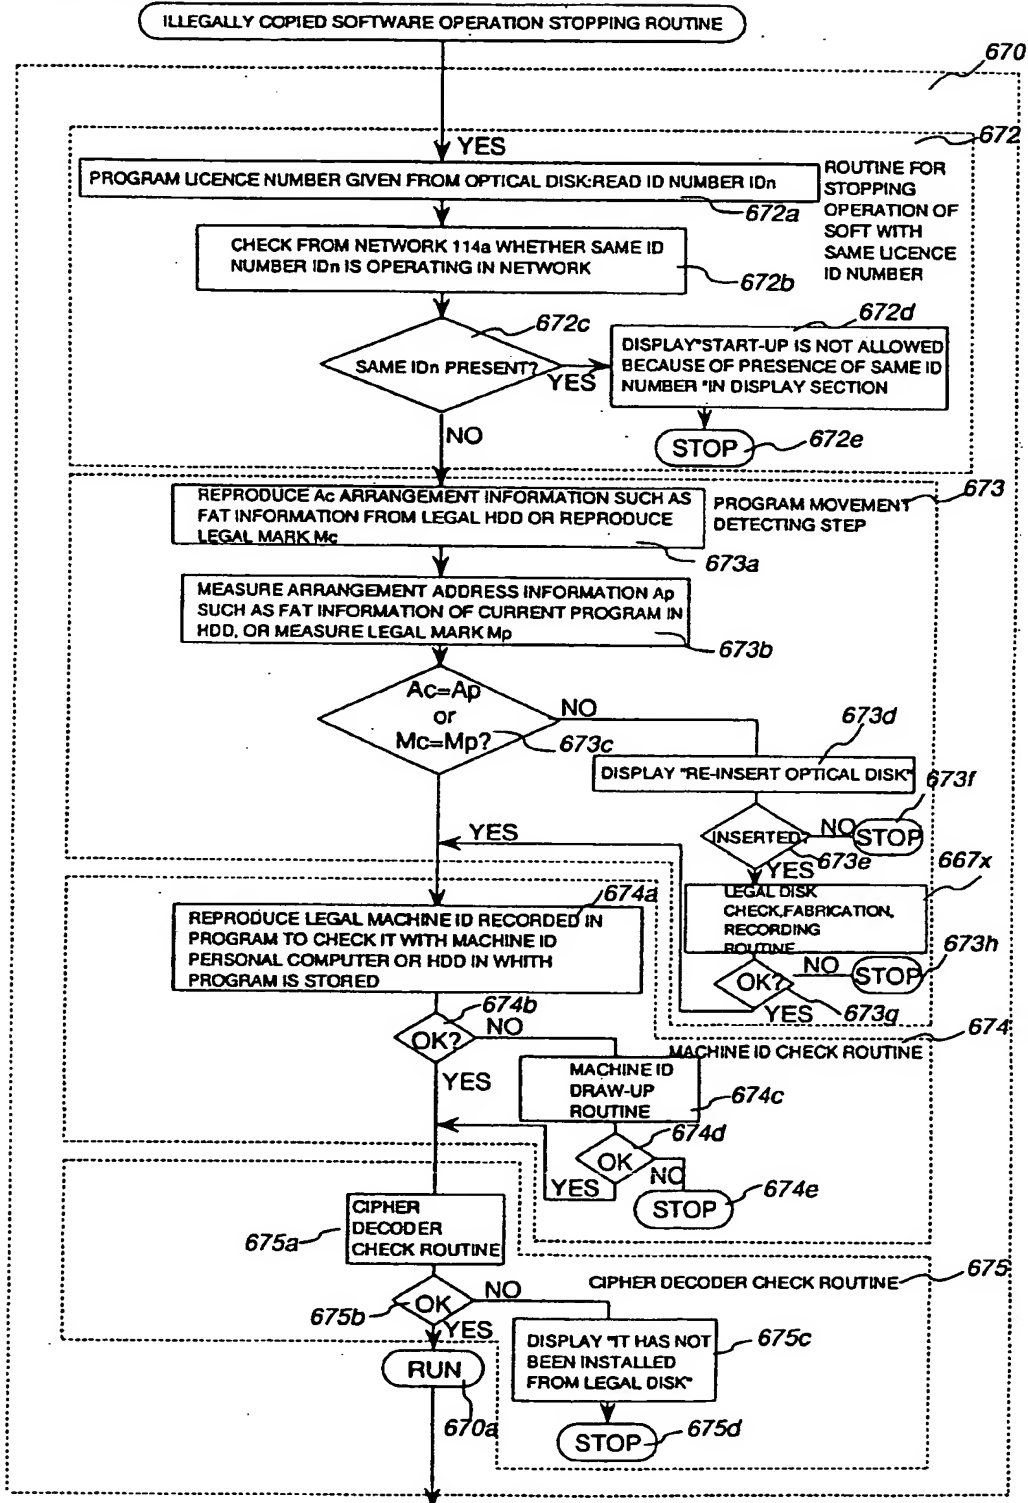 ILLEGALLY COPIED SOFTWARE OPERATION STOPPING ROUTINE
670
672
YES
PROGRAM LICENCE NUMBER GIVEN FROM OPTICAL DISK:READ ID NUMBER IDn
672a
ROUTINE FOR
STOPPING
OPERATION OF
SOFT WITH
SAME LICENCE
ID NUMBER
CHECK FROM NETWORK 114a WHETHER SAME ID
NUMBER IDn IS OPERATING IN NETWORK
672b
672c
SAME IDn PRESENT?
YES
672d
DISPLAY"START-UP IS NOT ALLOWED
BECAUSE OF PRESENCE OF SAME ID
NUMBER "IN DISPLAY SECTION
STOP
672e
NO
673
REPRODUCE Ac ARRANGEMENT INFORMATION SUCH AS
FAT INFORMATION FROM LEGAL HDD OR REPRODUCE
LEGAL MARK Mc
673a
PROGRAM MOVEMENT
DETECTING STEP
MEASURE ARRANGEMENT ADDRESS INFORMATION Ap
SUCH AS FAT INFORMATION OF CURRENT PROGRAM IN
HDD, OR MEASURE LEGAL MARK Mp
673b
Ac=Ap
or
Mc=Mp?
673c
NO
673d
DISPLAY "RE-INSERT OPTICAL DISK"
673f
INSERTED?
NO
STOP
673e
YES
YES
667x
LEGAL DISK
CHECK,FABRICATION,
RECORDING
ROUTINE
673h
OK?
NO
STOP
673g
YES
674a
REPRODUCE LEGAL MACHINE ID RECORDED IN
PROGRAM TO CHECK IT WITH MACHINE ID
PERSONAL COMPUTER OR HDD IN WHITH
PROGRAM IS STORED
674b
OK?
NO
YES
674
MACHINE ID CHECK ROUTINE
MACHINE ID
DRAW-UP
ROUTINE
674c
674d
OK
NO
YES
STOP
674e
675a
CIPHER
DECODER
CHECK ROUTINE
675
CIPHER DECODER CHECK ROUTINE
675b
OK
NO
YES
DISPLAY "IT HAS NOT
BEEN INSTALLED
FROM LEGAL DISK"
675c
RUN
670a
STOP
675d